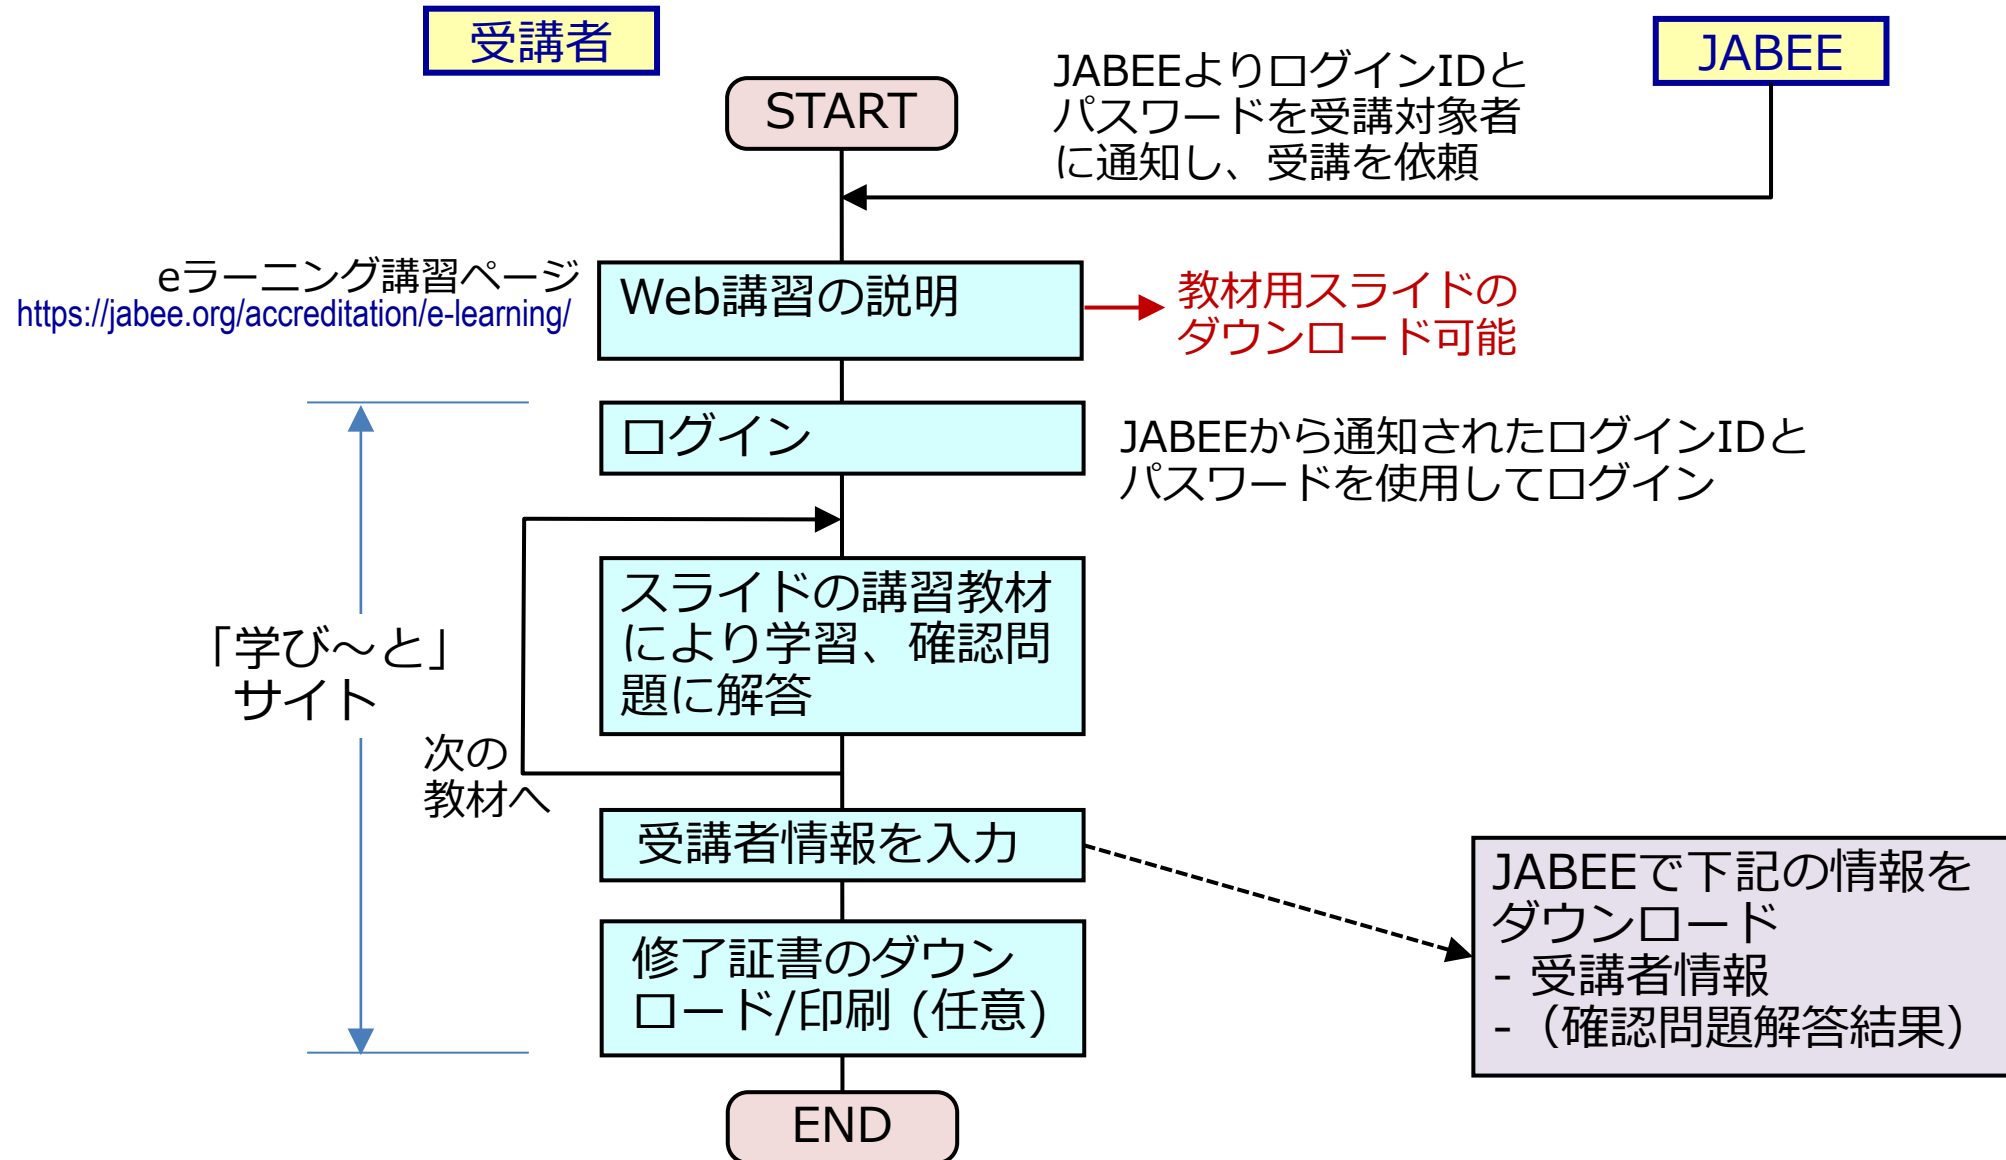 受講者
JABEE
START
JABEEよりログインIDと
パスワードを受講対象者
に通知し、受講を依頼
eラーニング講習ページ
https://jabee.org/accreditation/e-learning/
Web講習の説明
教材用スライドの
ダウンロード可能
ログイン
JABEEから通知されたログインIDと
パスワードを使用してログイン
スライドの講習教材
により学習、確認問
題に解答
「学び～と」
サイト
次の
教材へ
受講者情報を入力
JABEEで下記の情報を
ダウンロード
- 受講者情報
-（確認問題解答結果）
修了証書のダウン
ロード/印刷 (任意)
END